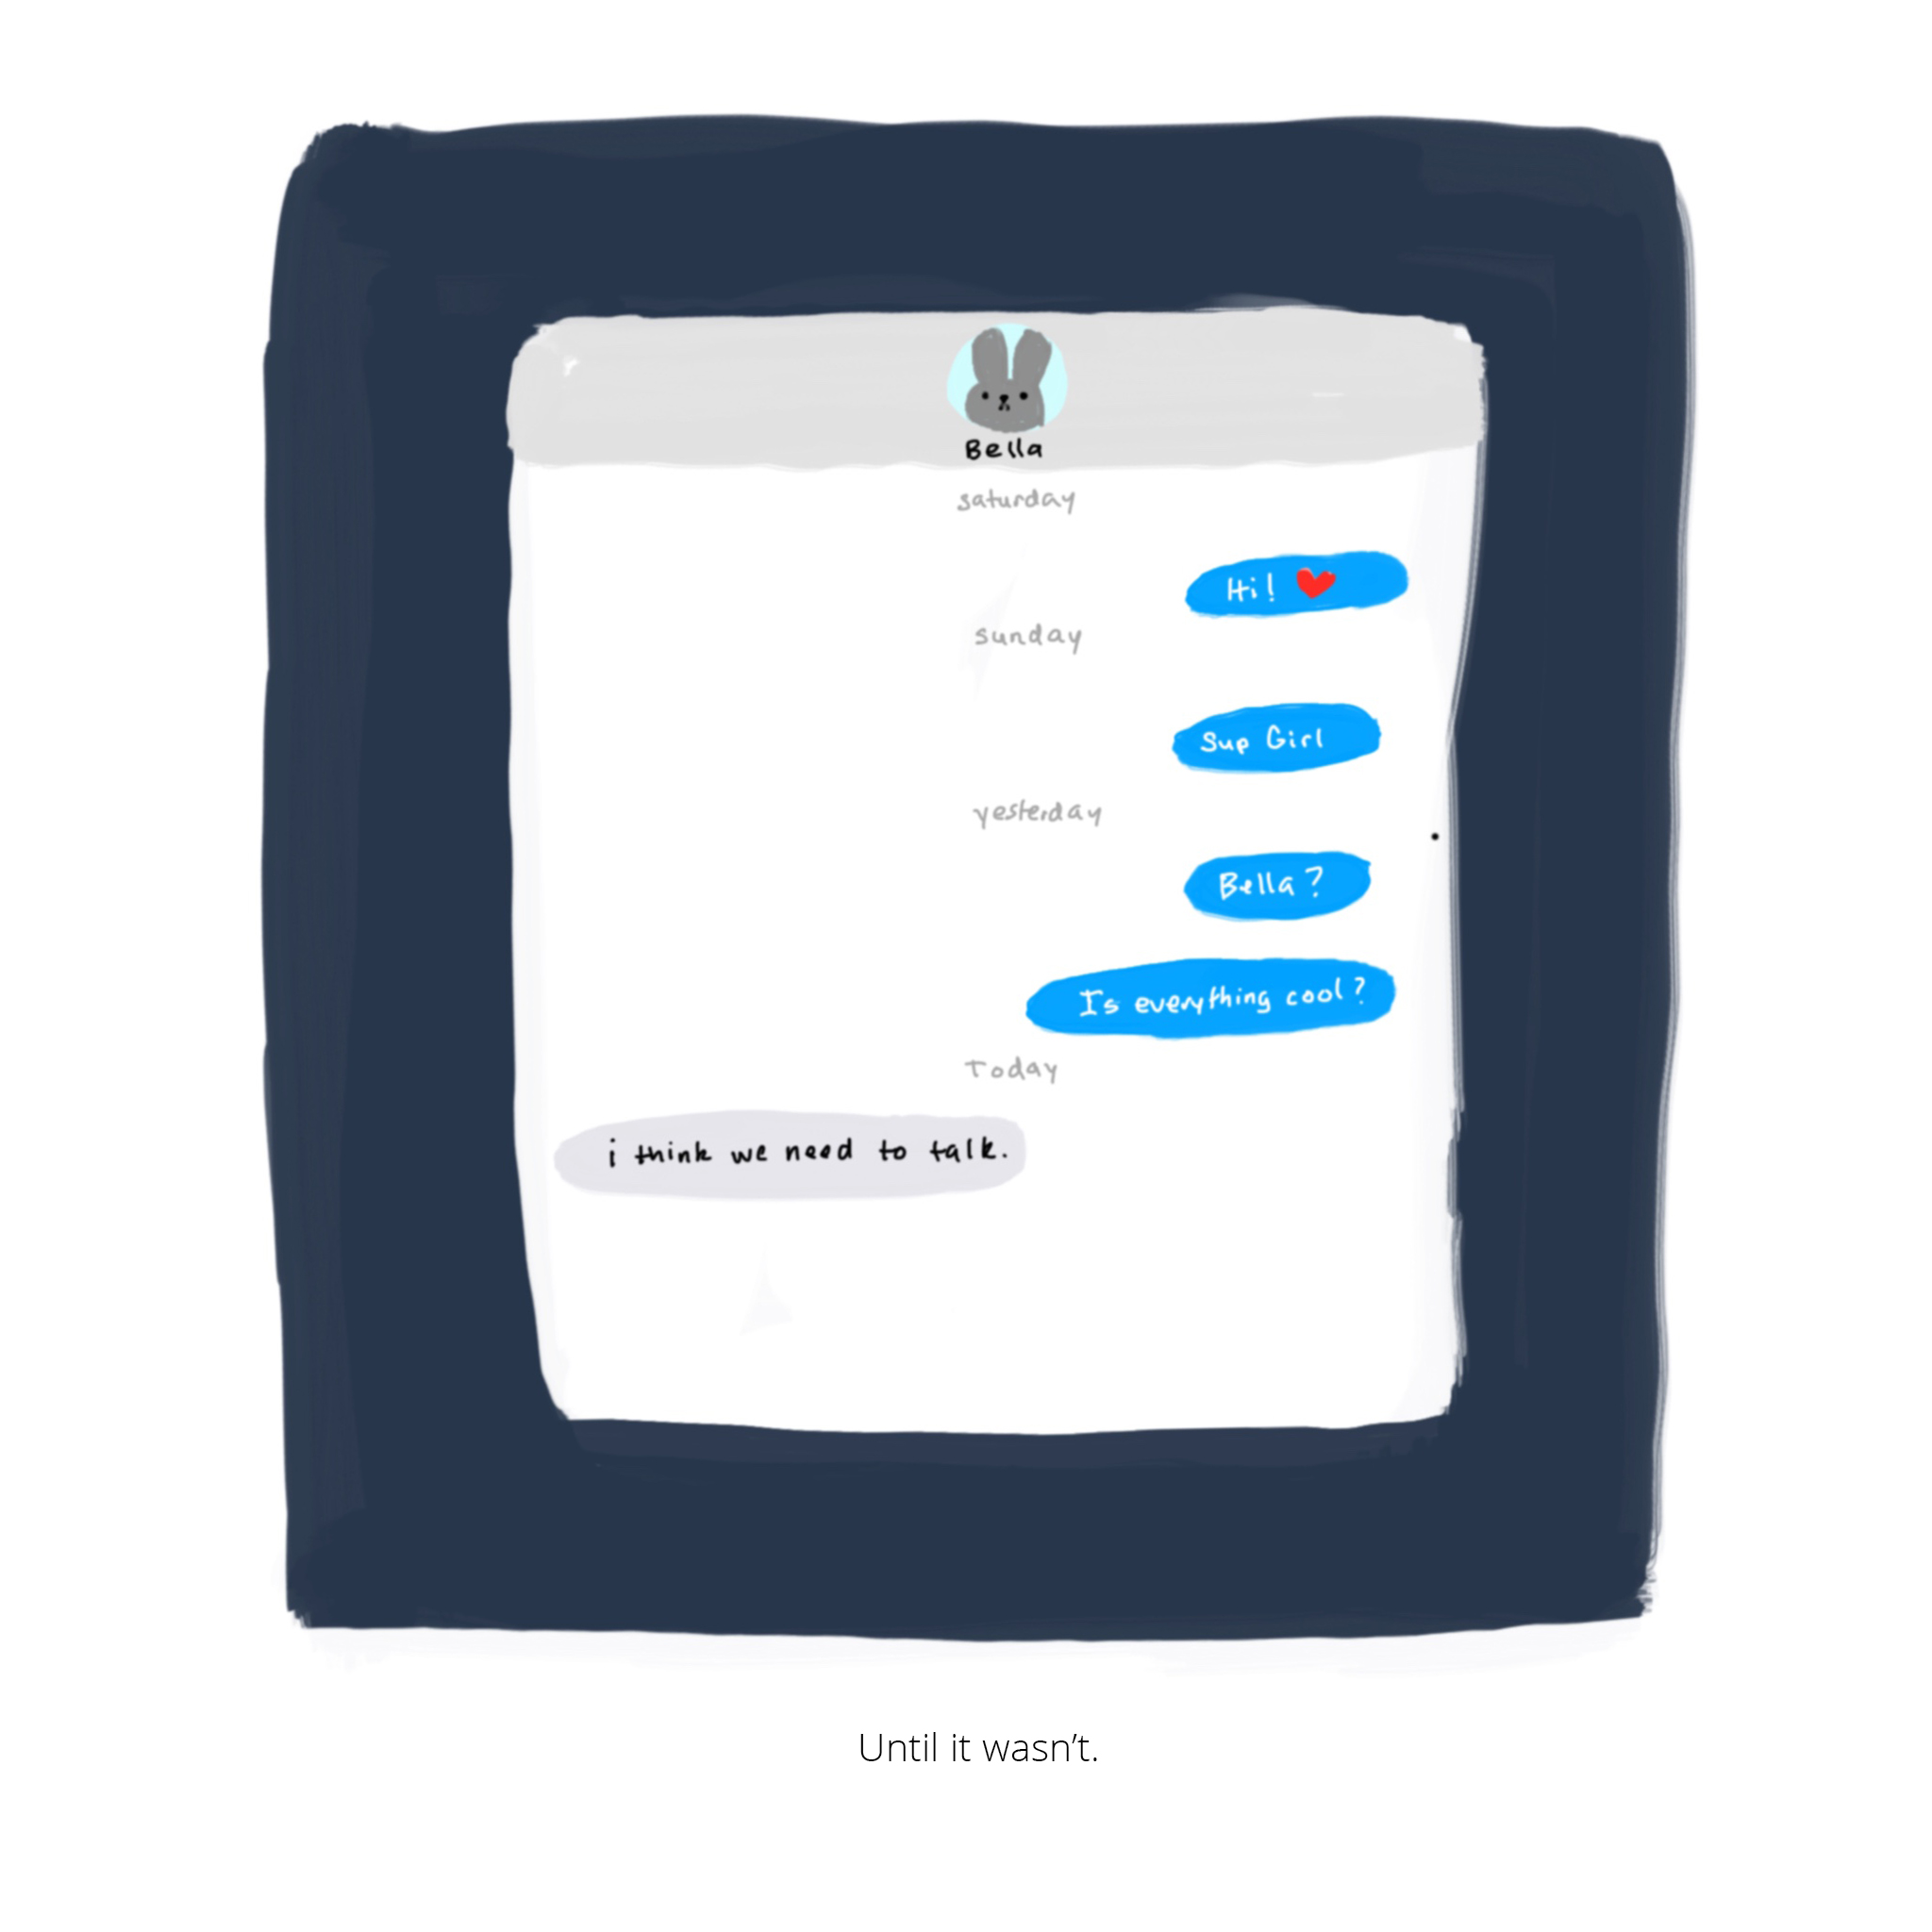 Bella
saturday
Hi! ❤
sunday
Sup Girl
yesterday
Bella?
Is everything cool?
Today
i think we need to talk.
Until it wasn’t.